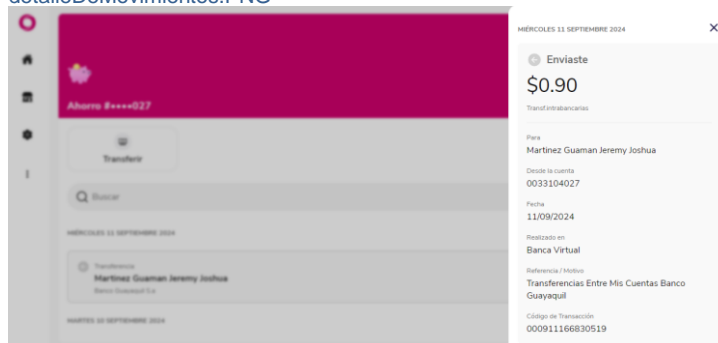 detalleDeMovimientos.PNG
Ahorro #••••027
Transferir
Buscar
MIÉRCOLES 11 SEPTIEMBRE 2024
Transferencia
Martinez Guaman Jeremy Joshua
Banco Guayaquil S.a.
MARTES 10 SEPTIEMBRE 2024
MIÉRCOLES 11 SEPTIEMBRE 2024
Enviaste
$0.90
Transf.intrabancarias
Para
Martinez Guaman Jeremy Joshua
Desde la cuenta
0033104027
Fecha
11/09/2024
Realizado en
Banca Virtual
Referencia / Motivo
Transferencias Entre Mis Cuentas Banco
Guayaquil
Código de Transacción
000911166830519